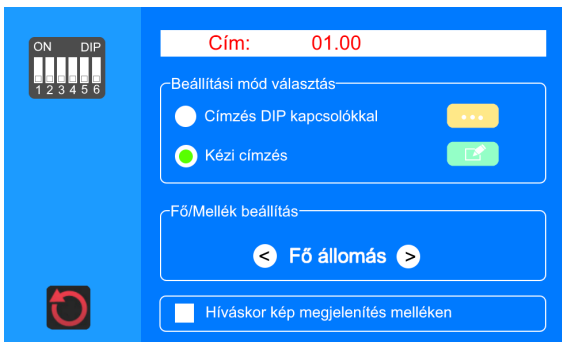 ON DIP
1 2 3 4 5 6
Cím: 01.00
Beállítási mód választás
Címzés DIP kapcsolókkal
Kézi címzés
Fő/Mellék beállítás
< Fő állomás >
Híváskor kép megjelenítés melléken